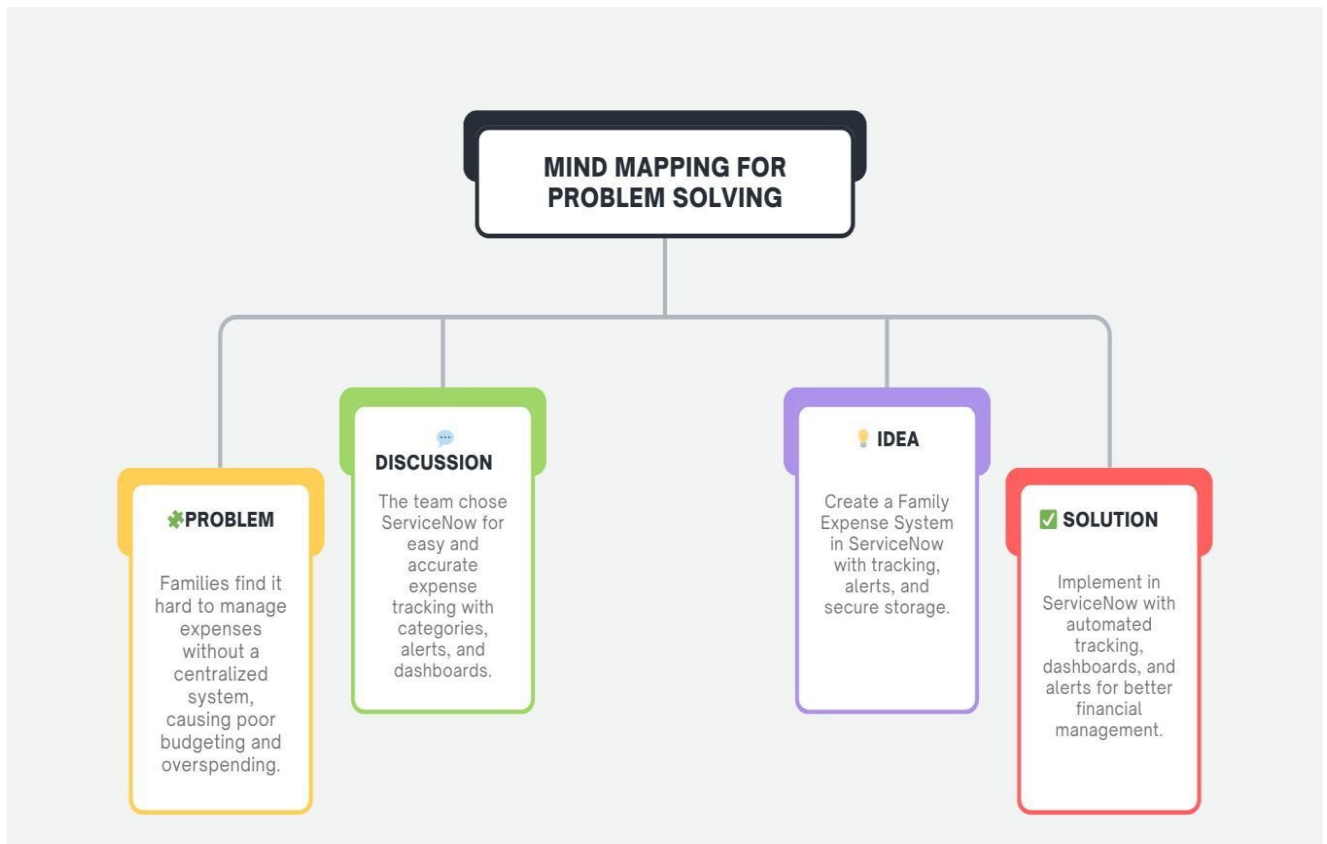 MIND MAPPING FOR
PROBLEM SOLVING
PROBLEM
Families find it
hard to manage
expenses
without a
centralized
system,
causing poor
budgeting and
overspending.
DISCUSSION
The team chose
ServiceNow for
easy and
accurate
expense
tracking with
categories,
alerts, and
dashboards.
IDEA
Create a Family
Expense System
in ServiceNow
with tracking,
alerts, and
secure storage.
SOLUTION
Implement in
ServiceNow with
automated
tracking,
dashboards, and
alerts for better
financial
management.